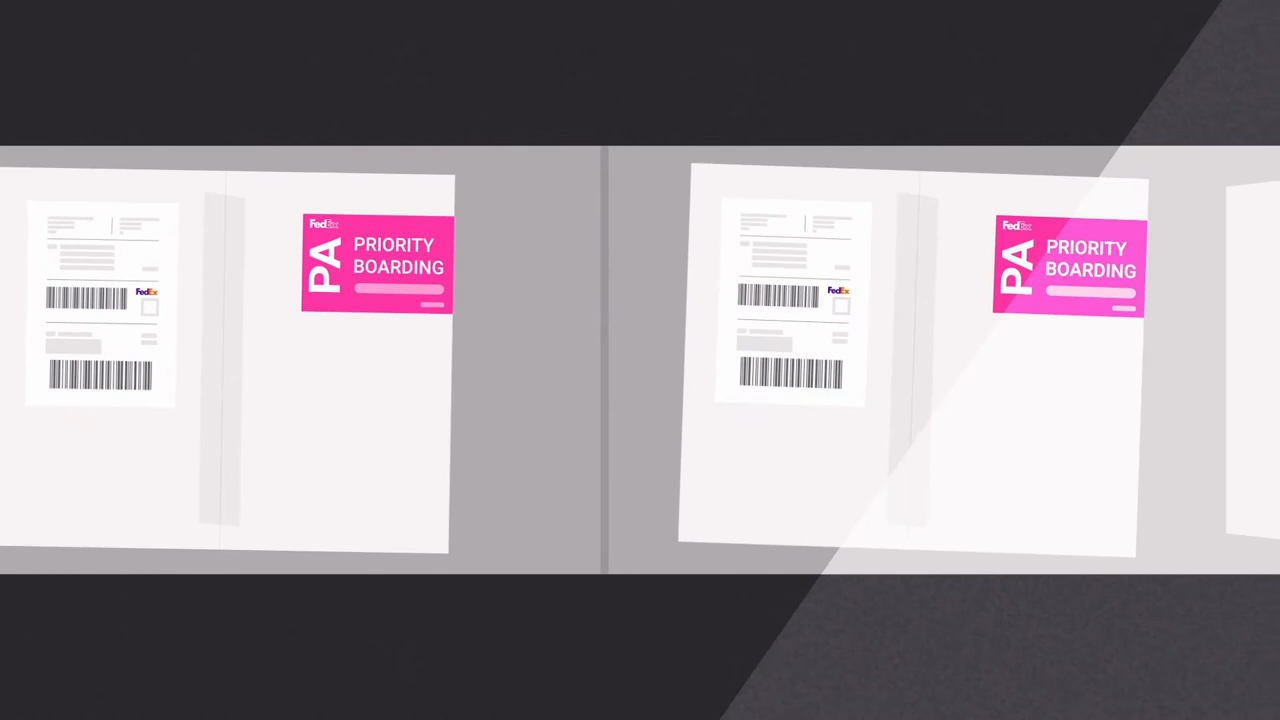 FedEx
PA
PRIORITY
BOARDING
FedEx
FedEx
PA
PRIORITY
BOARDING
FedEx